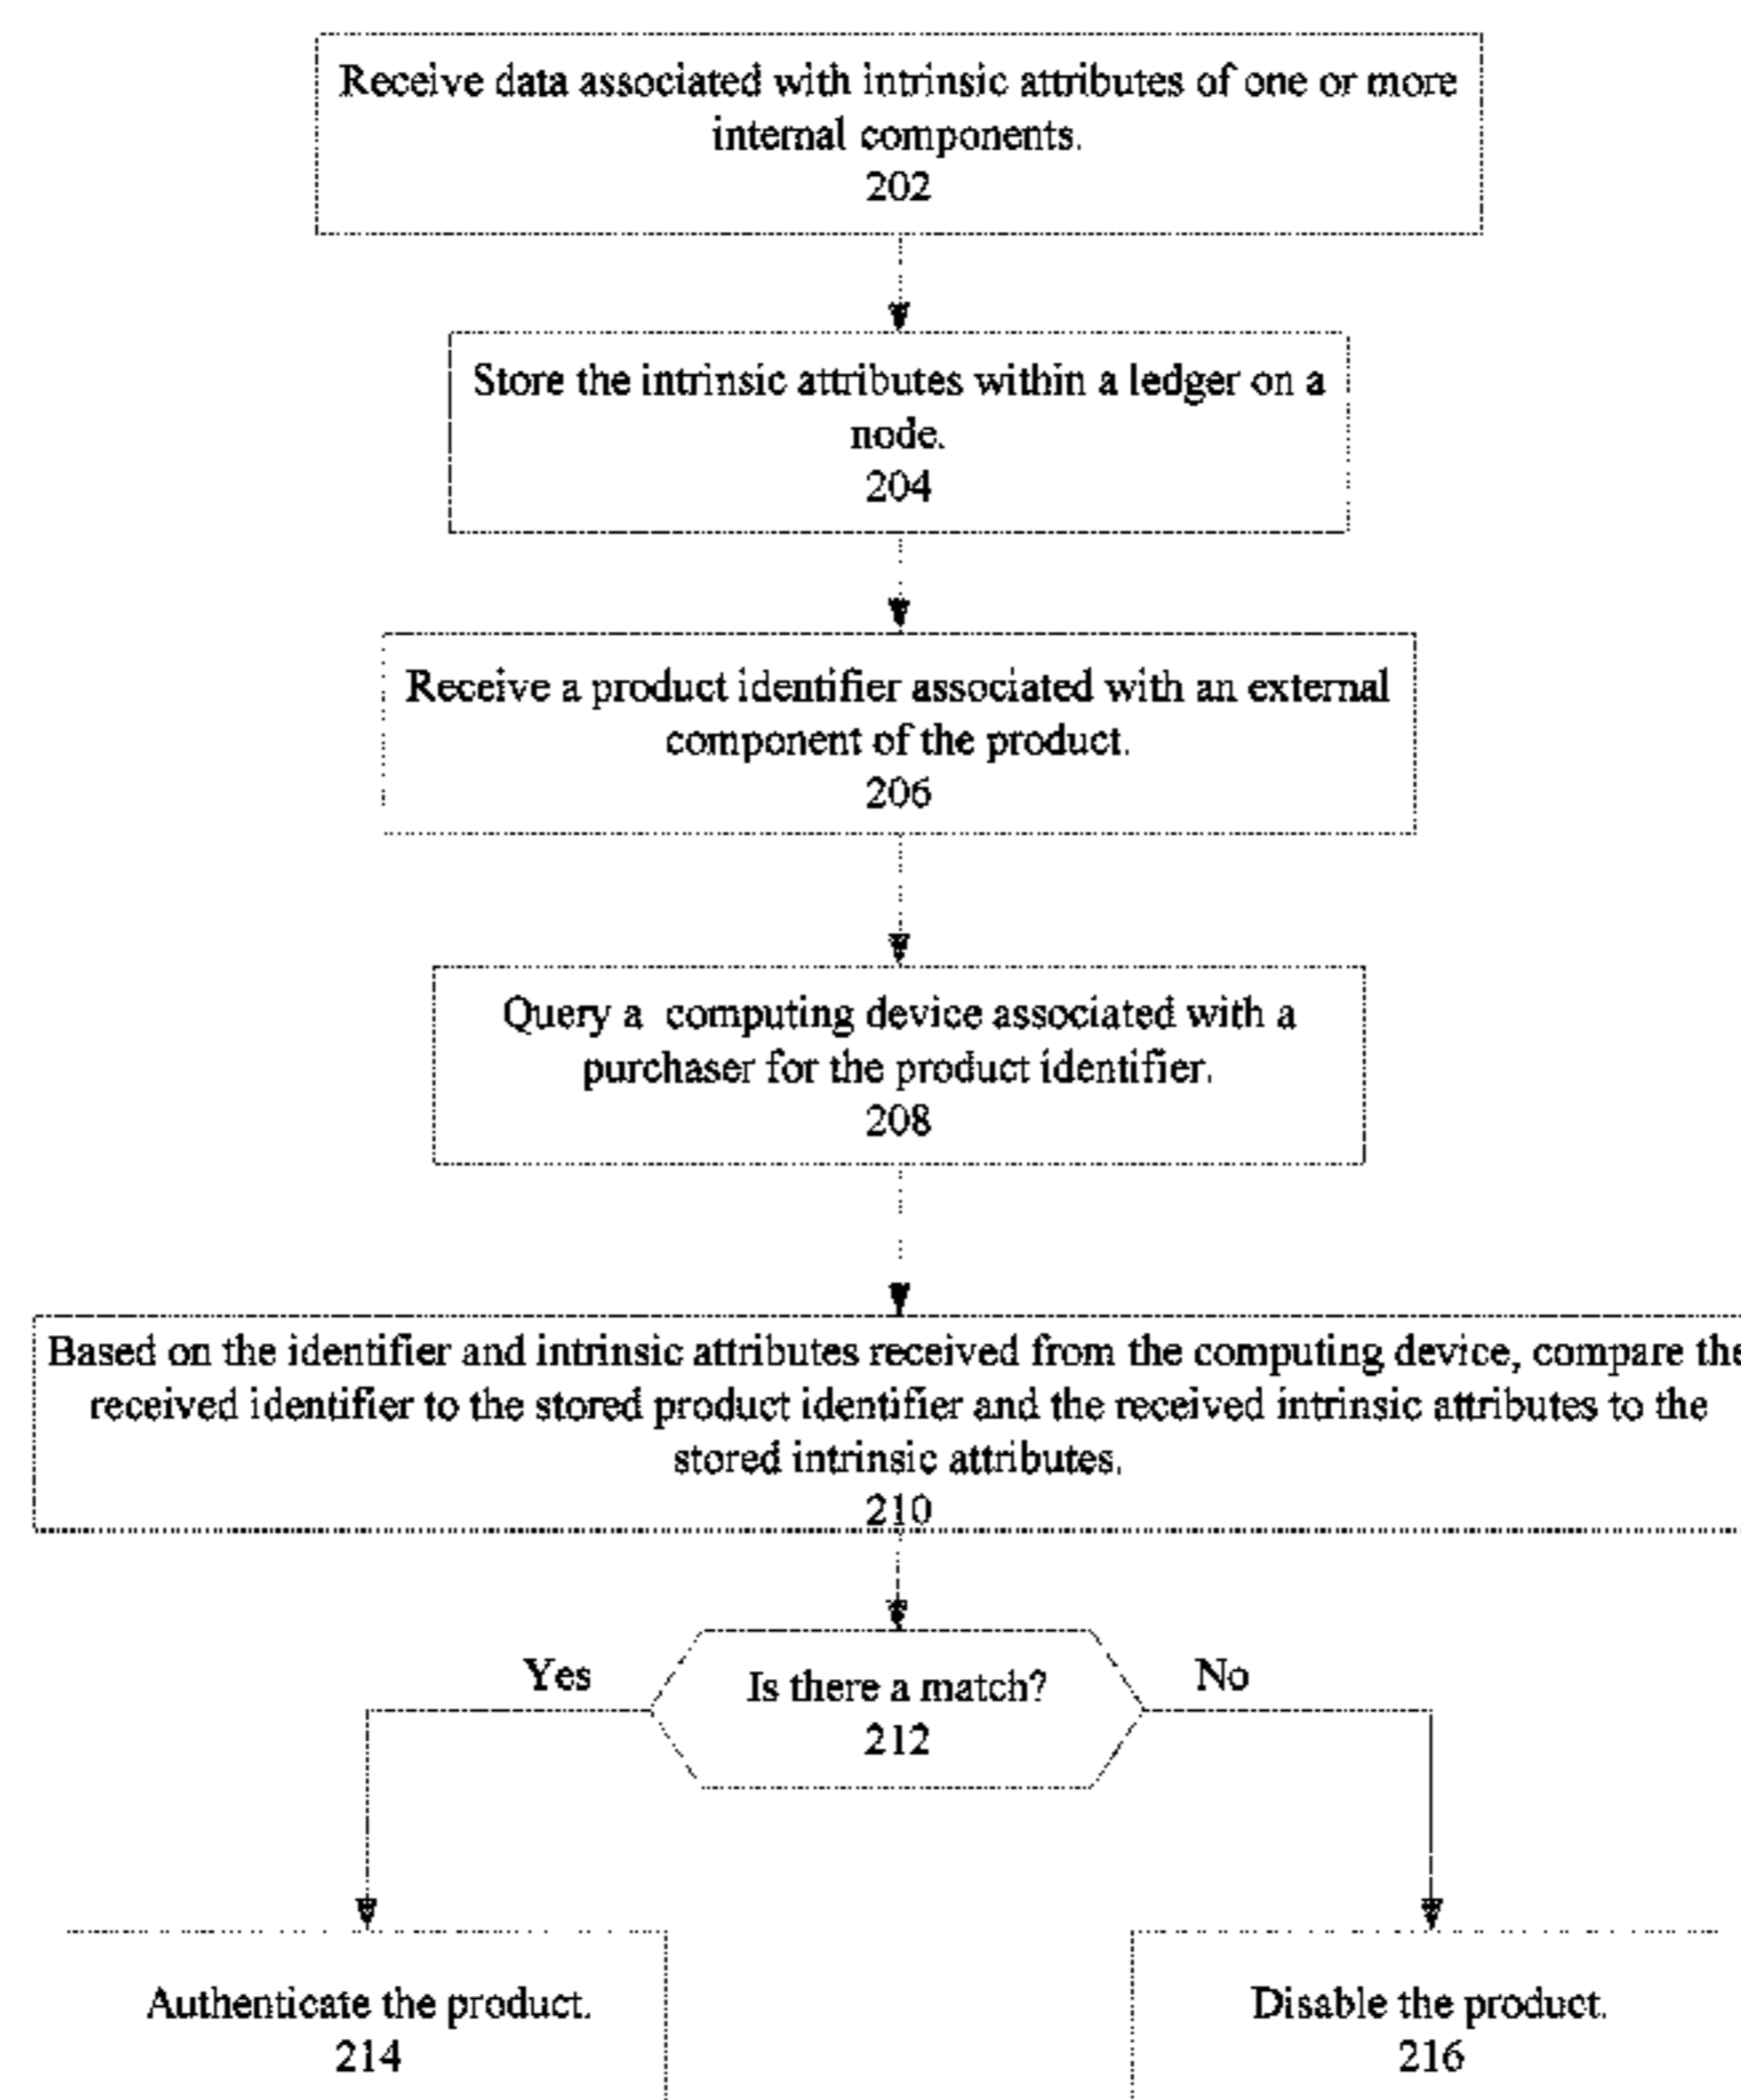 Receive data associated with intrinsic attributes of one or more
internal components.
202
Store the intrinsic attributes within a ledger on a
node.
204
Receive a product identifier associated with an external
component of the product.
206
Query a computing device associated with a
purchaser for the product identifier.
208
Based on the identifier and intrinsic attributes received from the computing device, compare the
received identifier to the stored product identifier and the received intrinsic attributes to the
stored intrinsic attributes.
210
Yes
Is there a match?
212
No
Authenticate the product.
214
Disable the product.
216